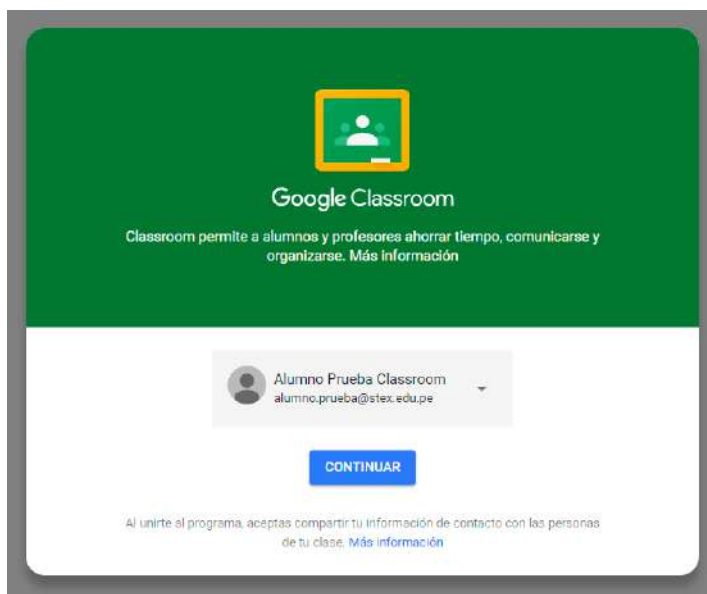 Google Classroom
Classroom permite a alumnos y profesores ahorrar tiempo, comunicarse y
organizarse. Más información
Alumno Prueba Classroom
alumno.prueba@stex.edu.pe
CONTINUAR
Al unirte al programa, aceptas compartir tu información de contacto con las personas
de tu clase. Más información